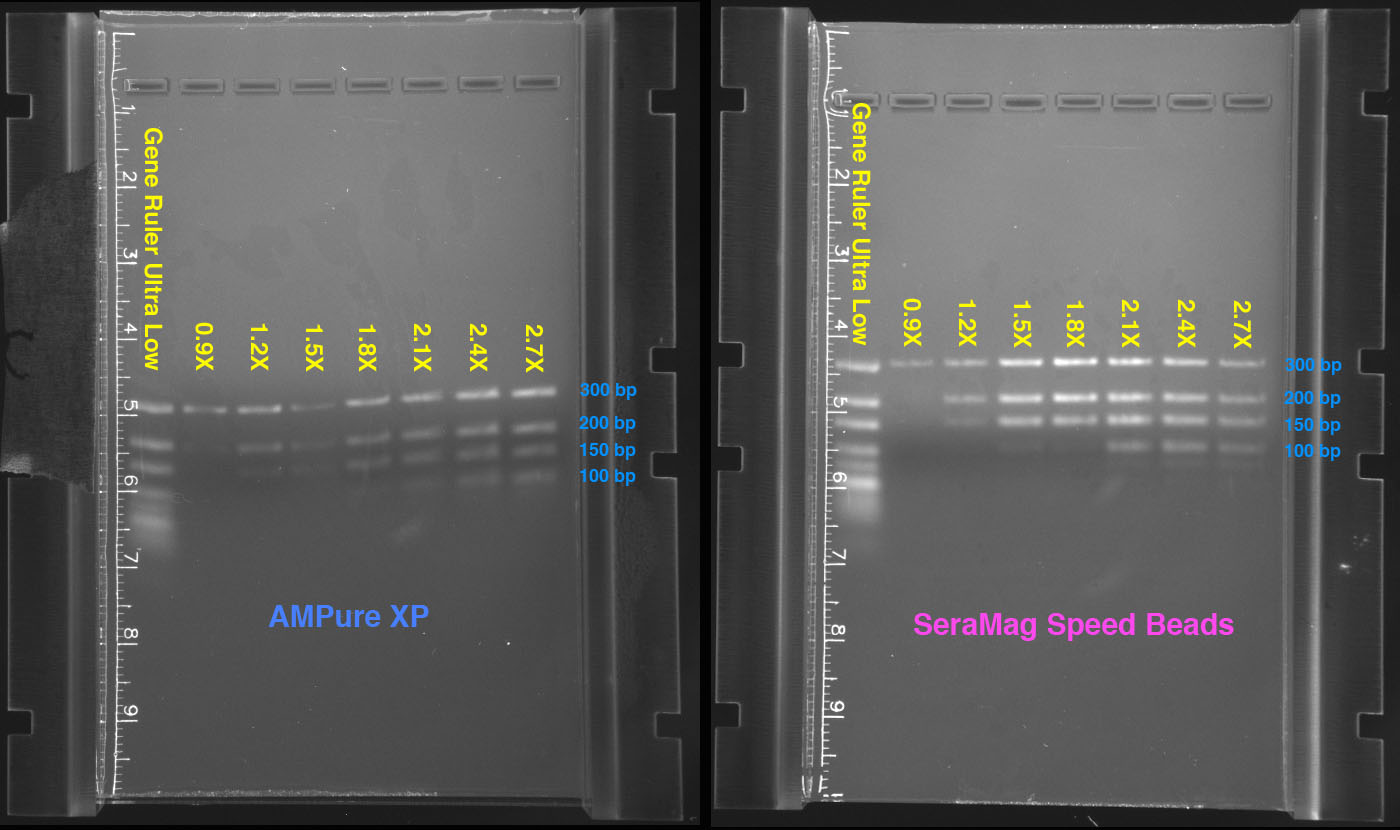 1
2
3
4
5
6
7
8
9
Gene Ruler Ultra Low
0.9X
1.2X
1.5X
1.8X
2.1X
2.4X
2.7X
300 bp
200 bp
150 bp
100 bp
AMPure XP
2
3
4
5
6
7
8
9
Gene Ruler Ultra Low
0.9X
1.2X
1.5X
1.8X
2.1X
2.4X
2.7X
300 bp
200 bp
150 bp
100 bp
SeraMag Speed Beads